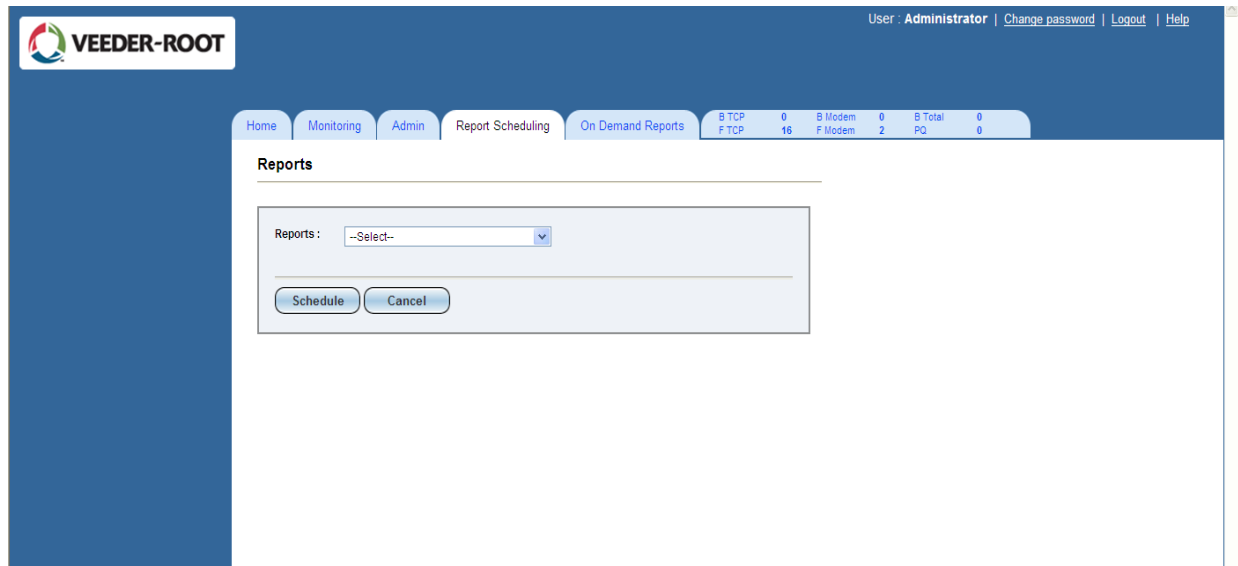 User : Administrator | Change password | Logout | Help
VEEDER-ROOT
Home Monitoring Admin Report Scheduling On Demand Reports
B TCP 0 B Modem 0 B Total 0
F TCP 16 F Modem 2 PQ 0
Reports
Reports : --Select--
Schedule Cancel